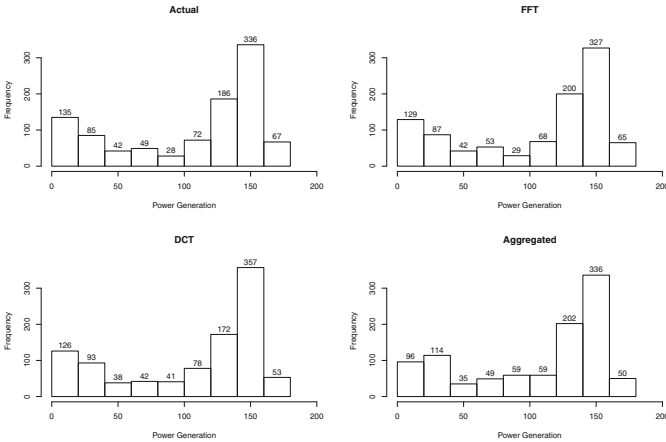 Actual
336
186
135
85
72
67
49
42
28
Frequency
0 100 200 300
0 50 100 150 200
Power Generation
FFT
327
200
129
87
68
65
53
42
29
Frequency
0 100 200 300
0 50 100 150 200
Power Generation
DCT
357
172
126
93
78
53
42
41
38
Frequency
0 100 200 300
0 50 100 150 200
Power Generation
Aggregated
336
202
114
96
59
59
50
49
35
Frequency
0 100 200 300
0 50 100 150 200
Power Generation